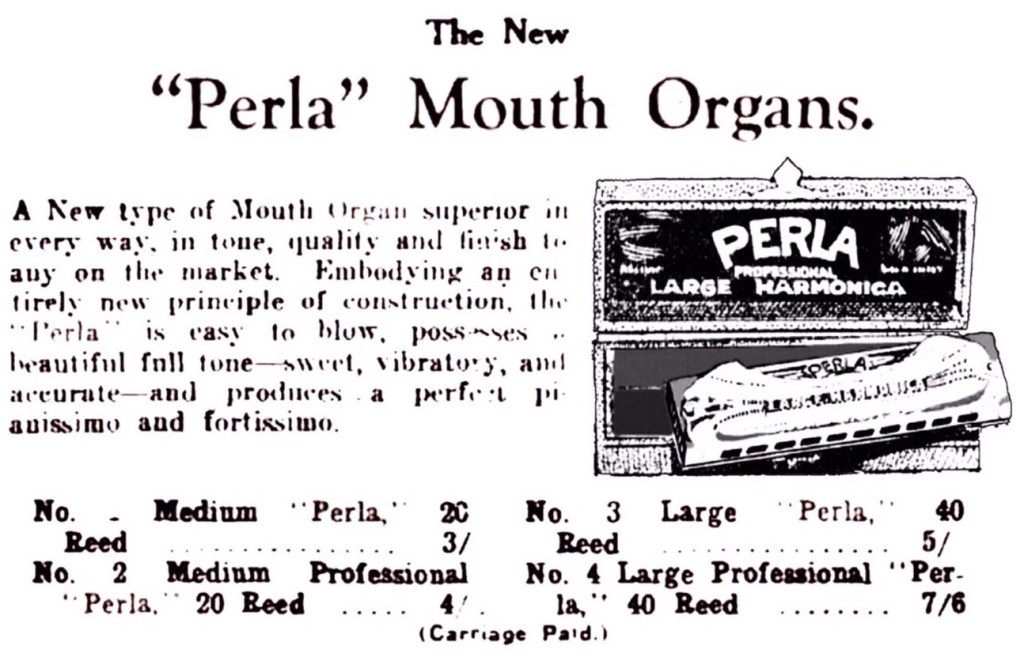 The New
“Perla” Mouth Organs.
A New type of Mouth Organ superior in
every way, in tone, quality and finish to
any on the market. Embodying an en
tirely new principle of construction, the
“Perla” is easy to blow, possesses
beautiful full tone—sweet, vibratory, and
accurate—and produces a perfect pi-
anissimo and fortissimo.
PERLA
PROFESSIONAL
LARGE HARMONICA
PERLA
LARGE HARMONICA
No. Medium “Perla,” 20
Reed ................ 3/
No. 2 Medium Professional
“Perla,” 20 Reed ..... 4/
No. 3 Large “Perla,” 40
Reed ................ 5/
No. 4 Large Professional “Per-
la,” 40 Reed ........ 7/6
(Carriage Paid.)